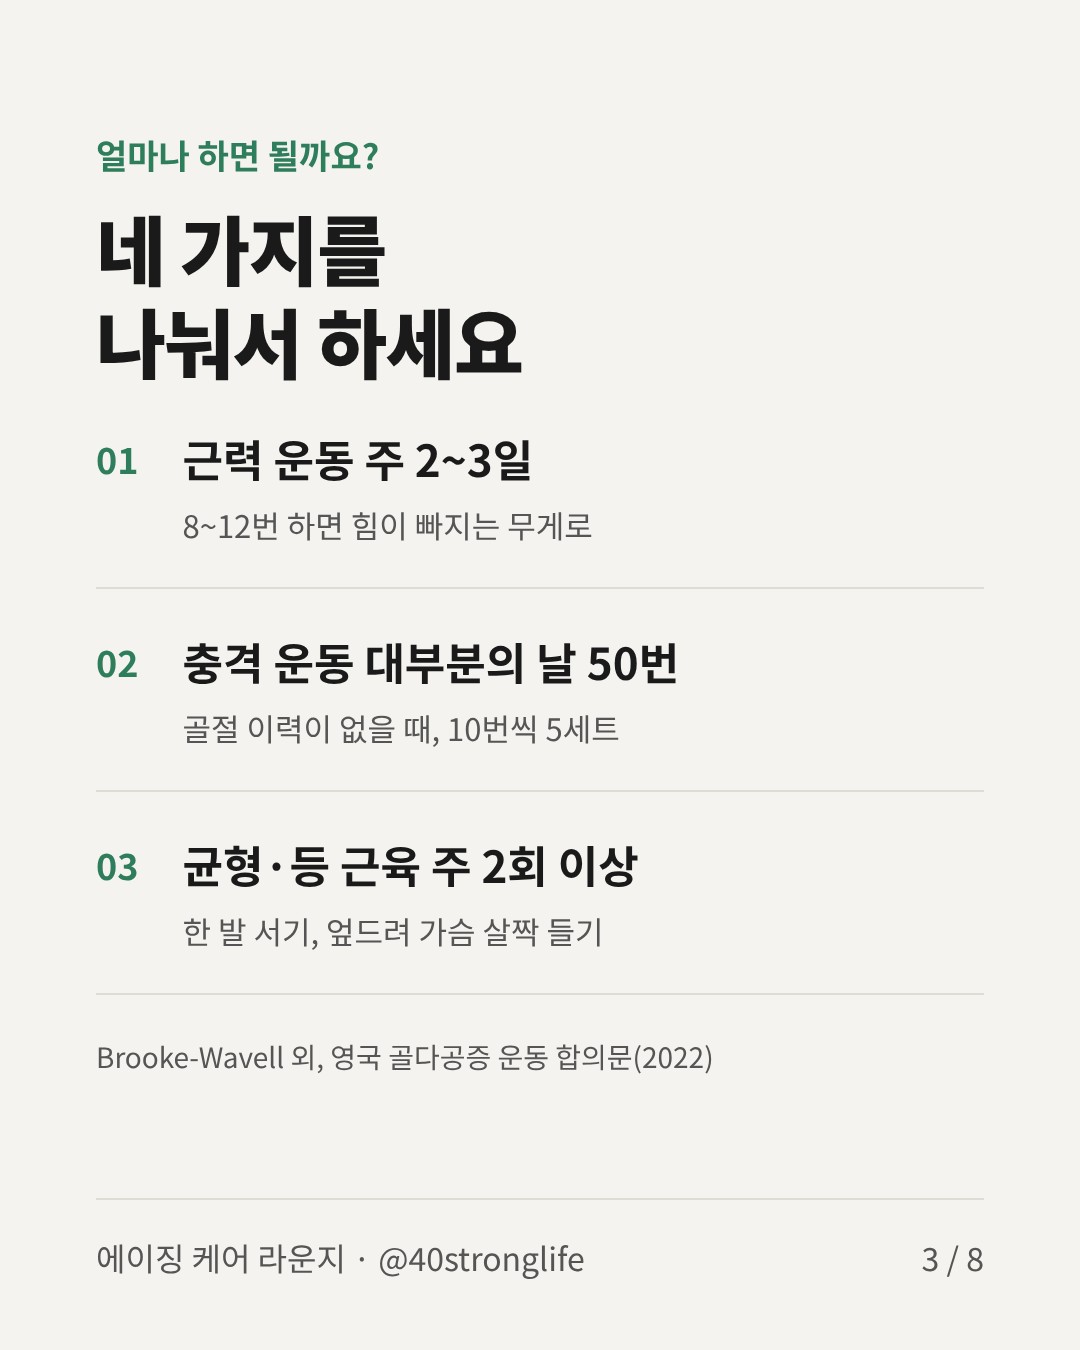 얼마나 하면 될까요?
네 가지를
나눠서 하세요
01 근력 운동 주 2~3일
8~12번 하면 힘이 빠지는 무게로
02 충격 운동 대부분의 날 50번
골절 이력이 없을 때, 10번씩 5세트
03 균형·등 근육 주 2회 이상
한 발 서기, 엎드려 가슴 살짝 들기
Brooke-Wavell 외, 영국 골다공증 운동 합의문(2022)
에이징 케어 라운지 · @40stronglife 3 / 8